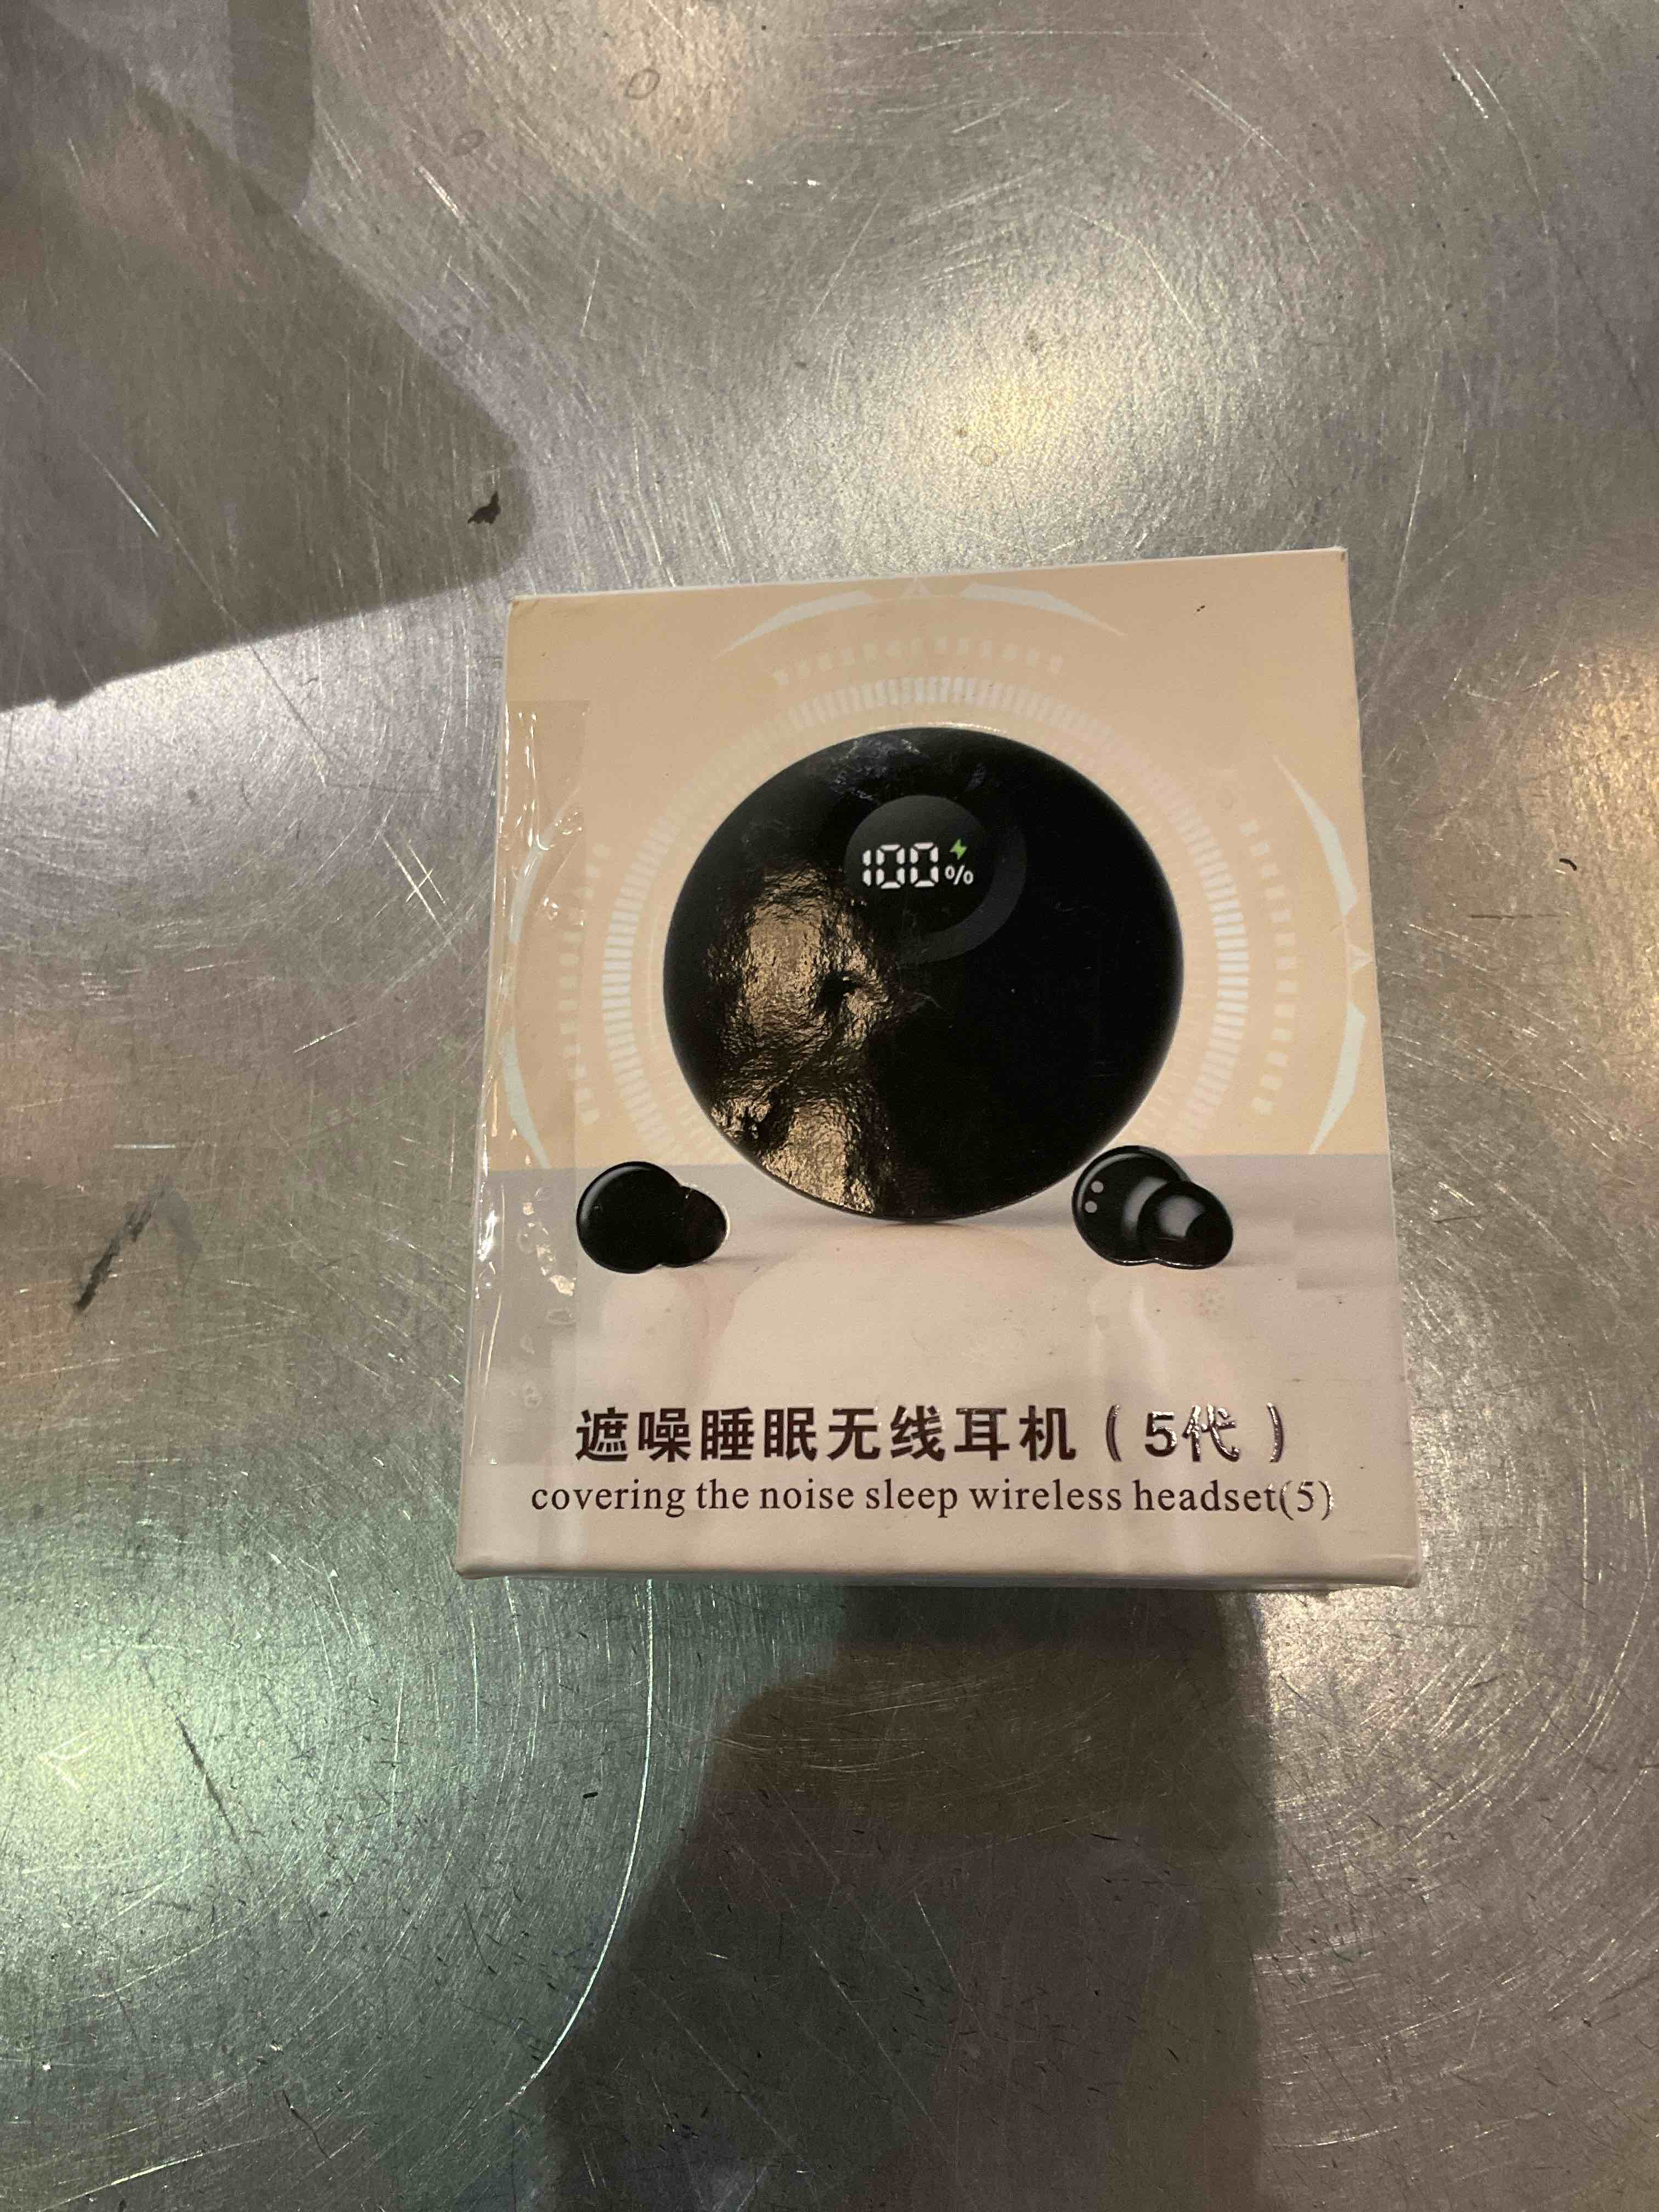 100%
遮噪睡眠无线耳机（5代）
covering the noise sleep wireless headset(5)